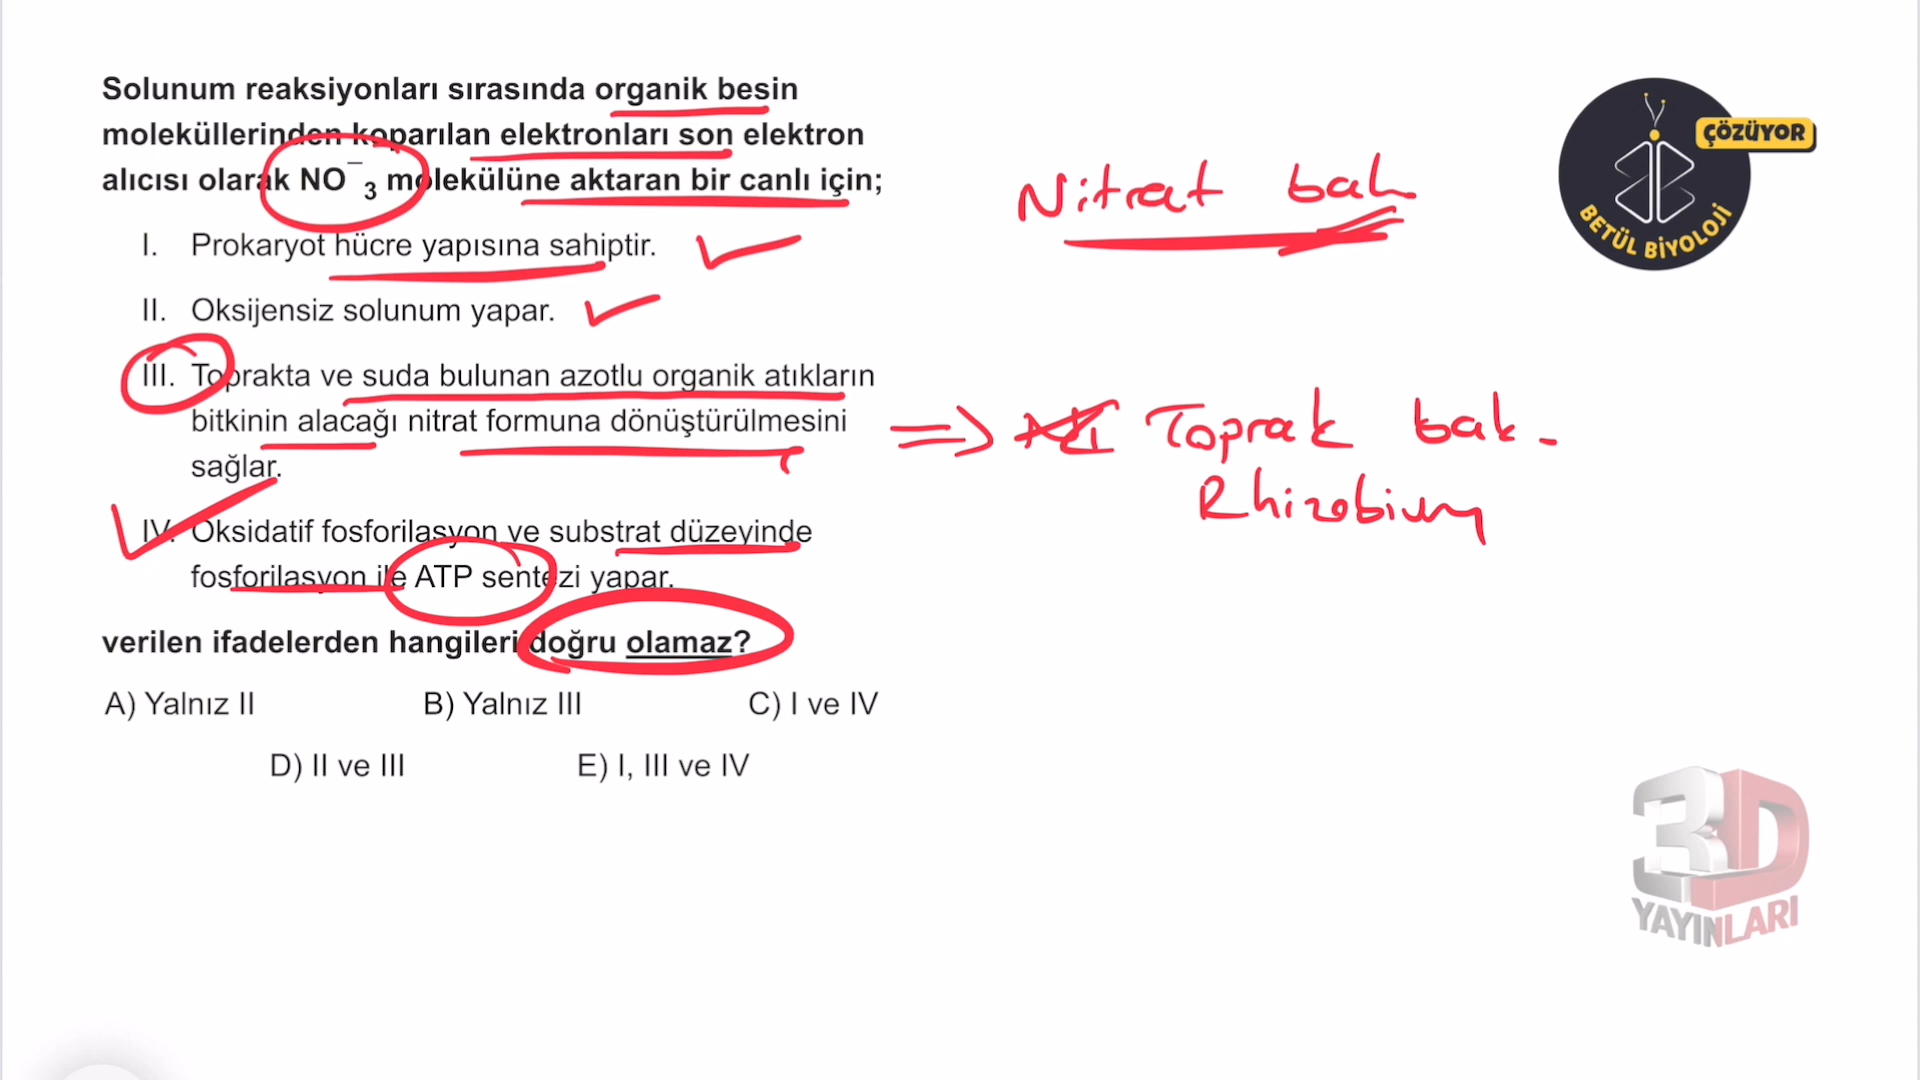 Solunum reaksiyonları sırasında organik besin
moleküllerinden koparılan elektronları son elektron
alıcısı olarak NO⁻₃ molekülüne aktaran bir canlı için;
I. Prokaryot hücre yapısına sahiptir.
II. Oksijensiz solunum yapar.
III. Toprakta ve suda bulunan azotlu organik atıkların
bitkinin alacağı nitrat formuna dönüştürülmesini
sağlar.
IV. Oksidatif fosforilasyon ve substrat düzeyinde
fosforilasyon ile ATP sentezi yapar.
verilen ifadelerden hangileri doğru olamaz?
A) Yalnız II B) Yalnız III C) I ve IV
D) II ve III E) I, III ve IV
Nitrat bak
=> Toprak bak.
Rhizobium
ÇÖZÜYOR
BETÜL BİYOLOJİ
3D
YAYINLARI